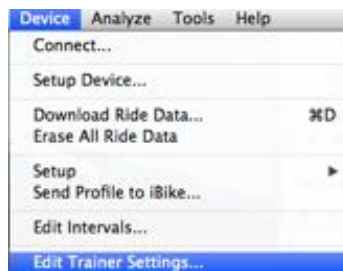 Device Analyze Tools Help
Connect...
Setup Device...
Download Ride Data... ⌘D
Erase All Ride Data
Setup ▶
Send Profile to iBike...
Edit Intervals...
Edit Trainer Settings...